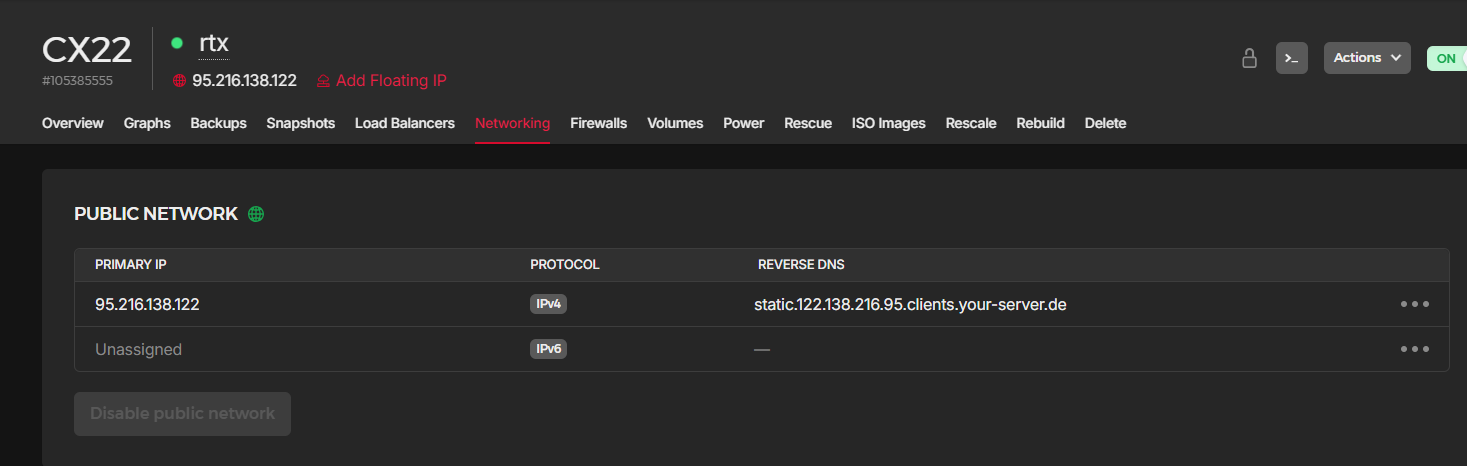 CX22
rtx
#105385555
95.216.138.122
Add Floating IP
>_
Actions
ON
Overview Graphs Backups Snapshots Load Balancers Networking Firewalls Volumes Power Rescue ISO Images Rescale Rebuild Delete
PUBLIC NETWORK
PRIMARY IP PROTOCOL REVERSE DNS
95.216.138.122 IPv4 static.122.138.216.95.clients.your-server.de
Unassigned IPv6 —
Disable public network